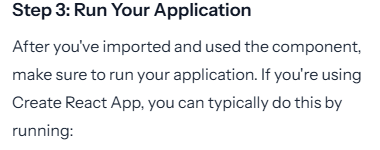 Step 3: Run Your Application
After you've imported and used the component,
make sure to run your application. If you're using
Create React App, you can typically do this by
running: